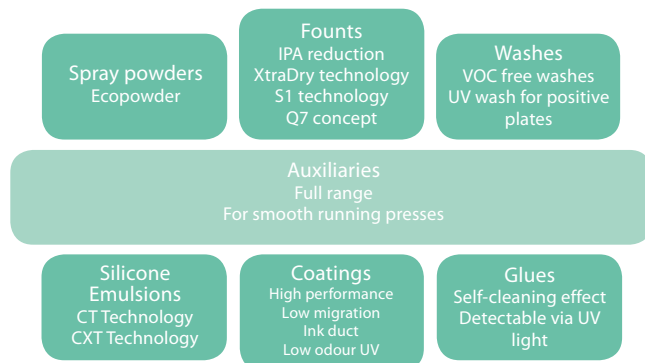 Spray powders
Ecopowder
Founts
IPA reduction
XtraDry technology
S1 technology
Q7 concept
Washes
VOC free washes
UV wash for positive
plates
Auxiliaries
Full range
For smooth running presses
Silicone
Emulsions
CT Technology
CXT Technology
Coatings
High performance
Low migration
Ink duct
Low odour UV
Glues
Self-cleaning effect
Detectable via UV
light